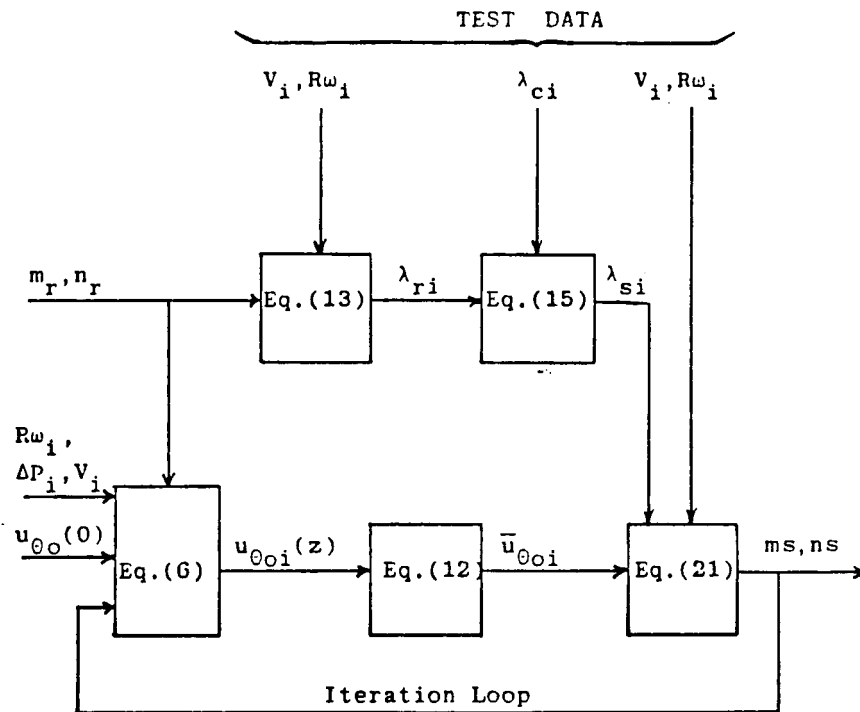 TEST DATA
V_i, Rω_i
λ_ci
V_i, Rω_i
m_r, n_r
Eq.(13)
λ_ri
Eq.(15)
λ_si
Rω_i,
ΔP_i, V_i
u_θo(0)
Eq.(6)
u_θoi(z)
Eq.(12)
u̅_θoi
Eq.(21)
ms,ns
Iteration Loop